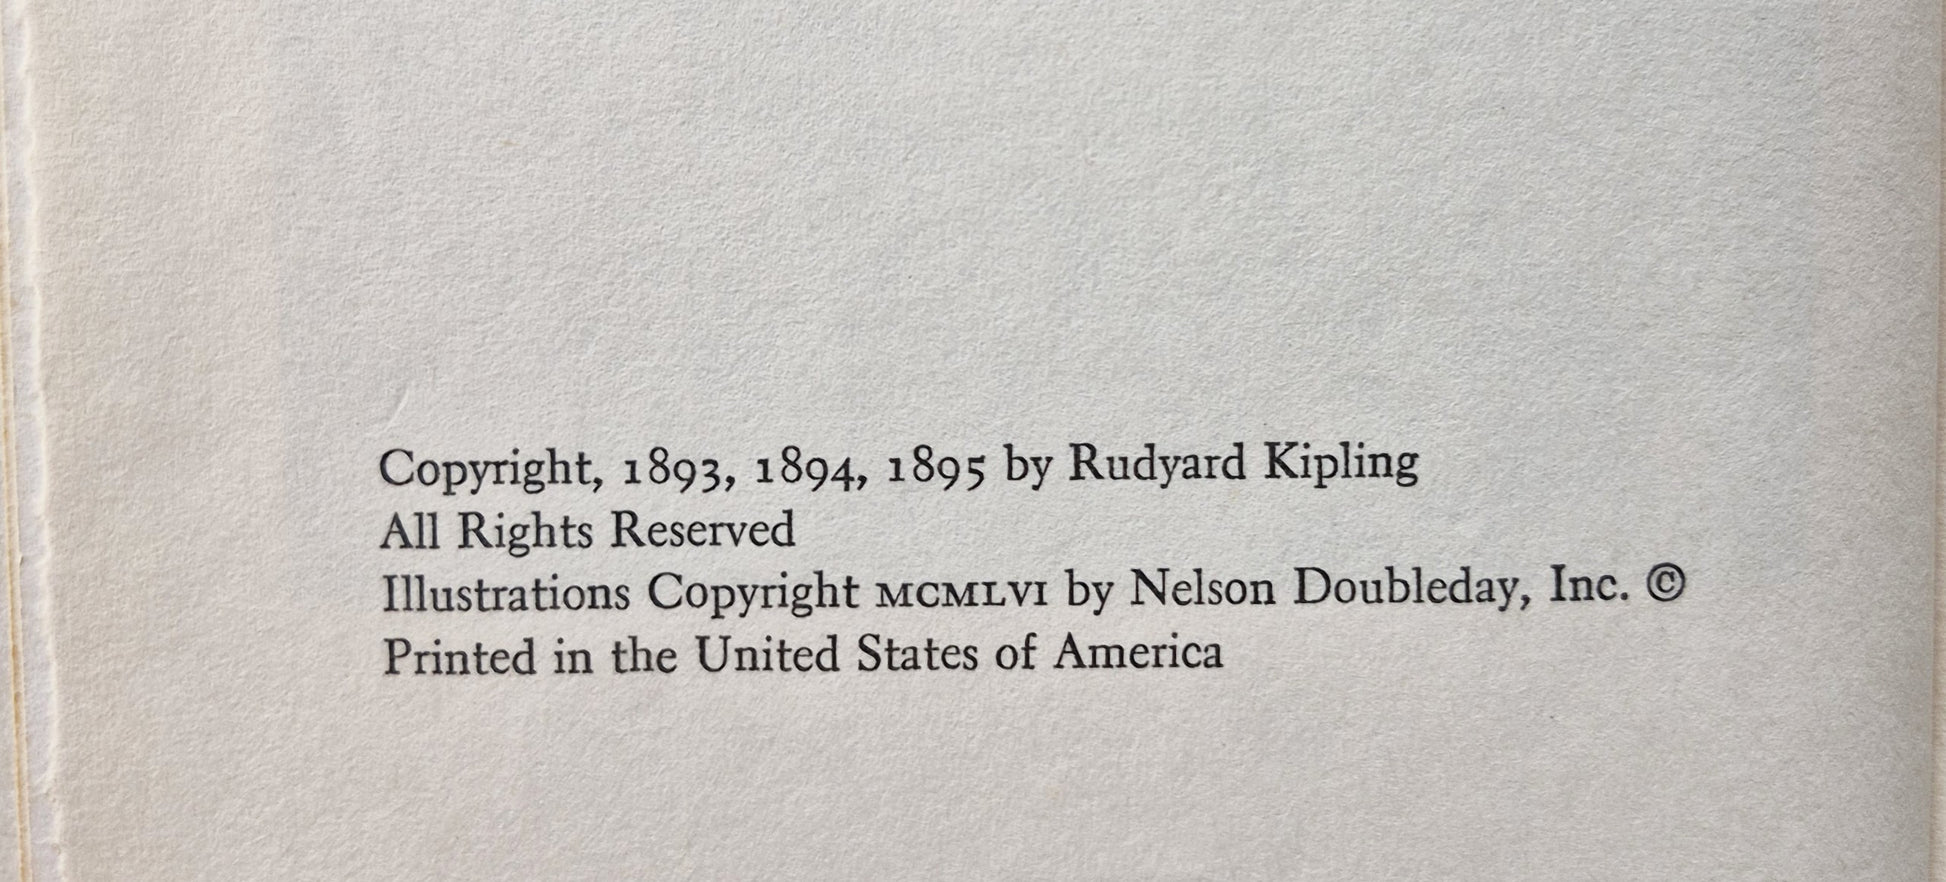 Copyright, 1893, 1894, 1895 by Rudyard Kipling
All Rights Reserved
Illustrations Copyright MCMLVI by Nelson Doubleday, Inc. ©
Printed in the United States of America